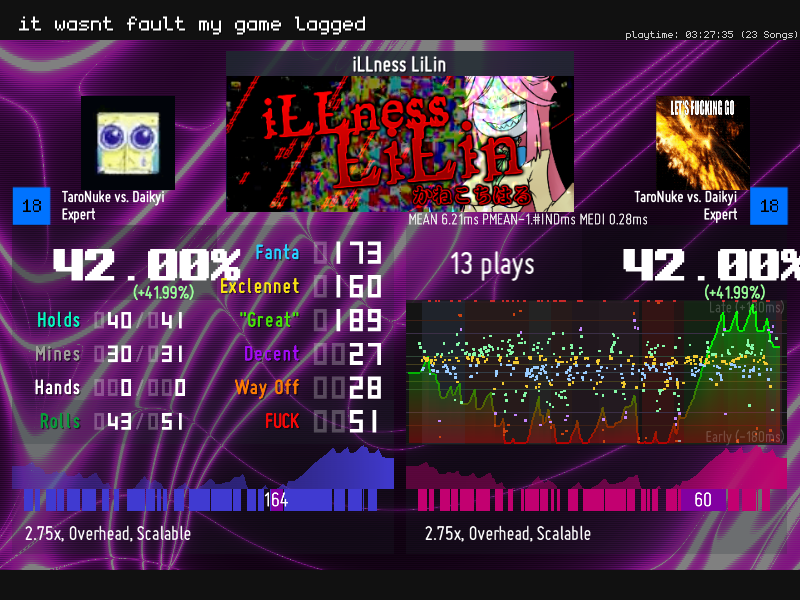 it wasnt fault my game lagged
playtime: 03:27:35 (23 Songs)
iLLness LiLin
iLLness
LiLin
かねこちはる
LET'S FUCKING GO
18
TaroNuke vs. Daikyi
Expert
TaroNuke vs. Daikyi
Expert
18
MEAN 6.21ms PMEAN-1.#IND0ms MEDI 0.28ms
42.00%
(+41.99%)
Fanta 0173
Exclennet 0160
"Great" 0189
Decent 0027
Way Off 0028
FUCK 0051
Holds 040/041
Mines 030/031
Hands 000/000
Rolls 043/051
13 plays
42.00%
(+41.99%)
Late (+180ms)
Early (-180ms)
164
60
2.75x, Overhead, Scalable
2.75x, Overhead, Scalable